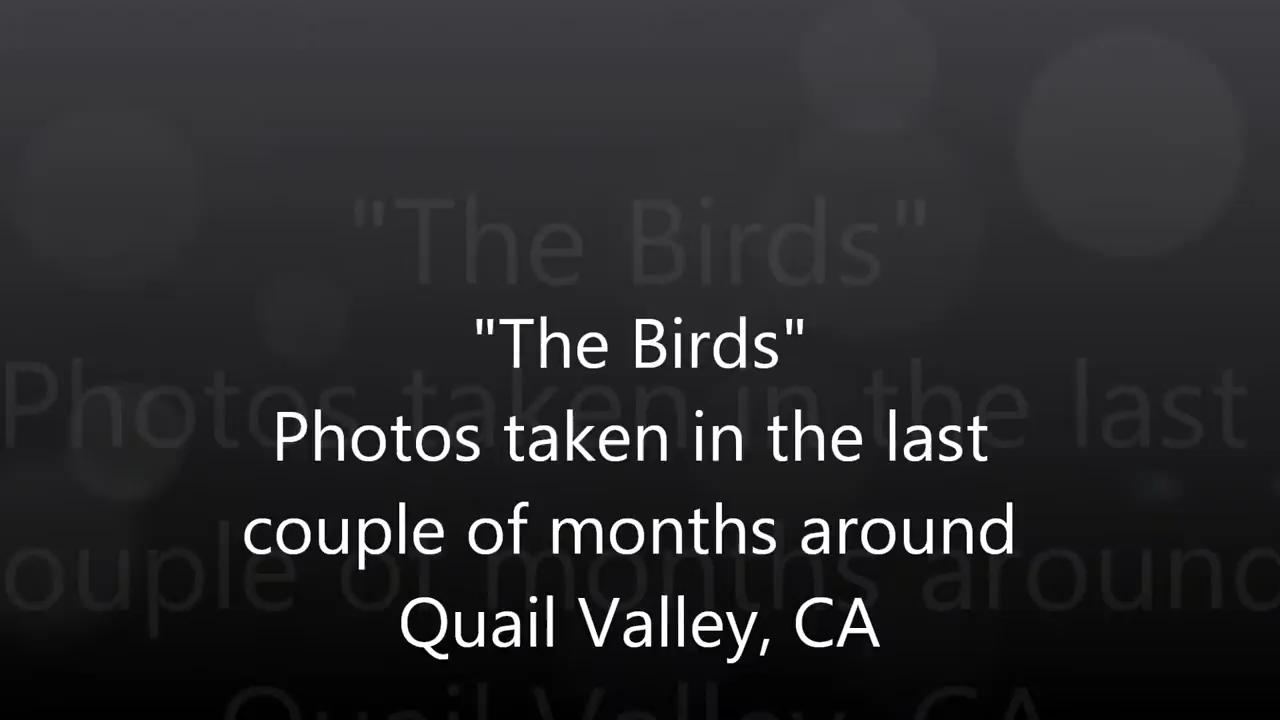 "The Birds"
Photos taken in the last
couple of months around
Quail Valley, CA